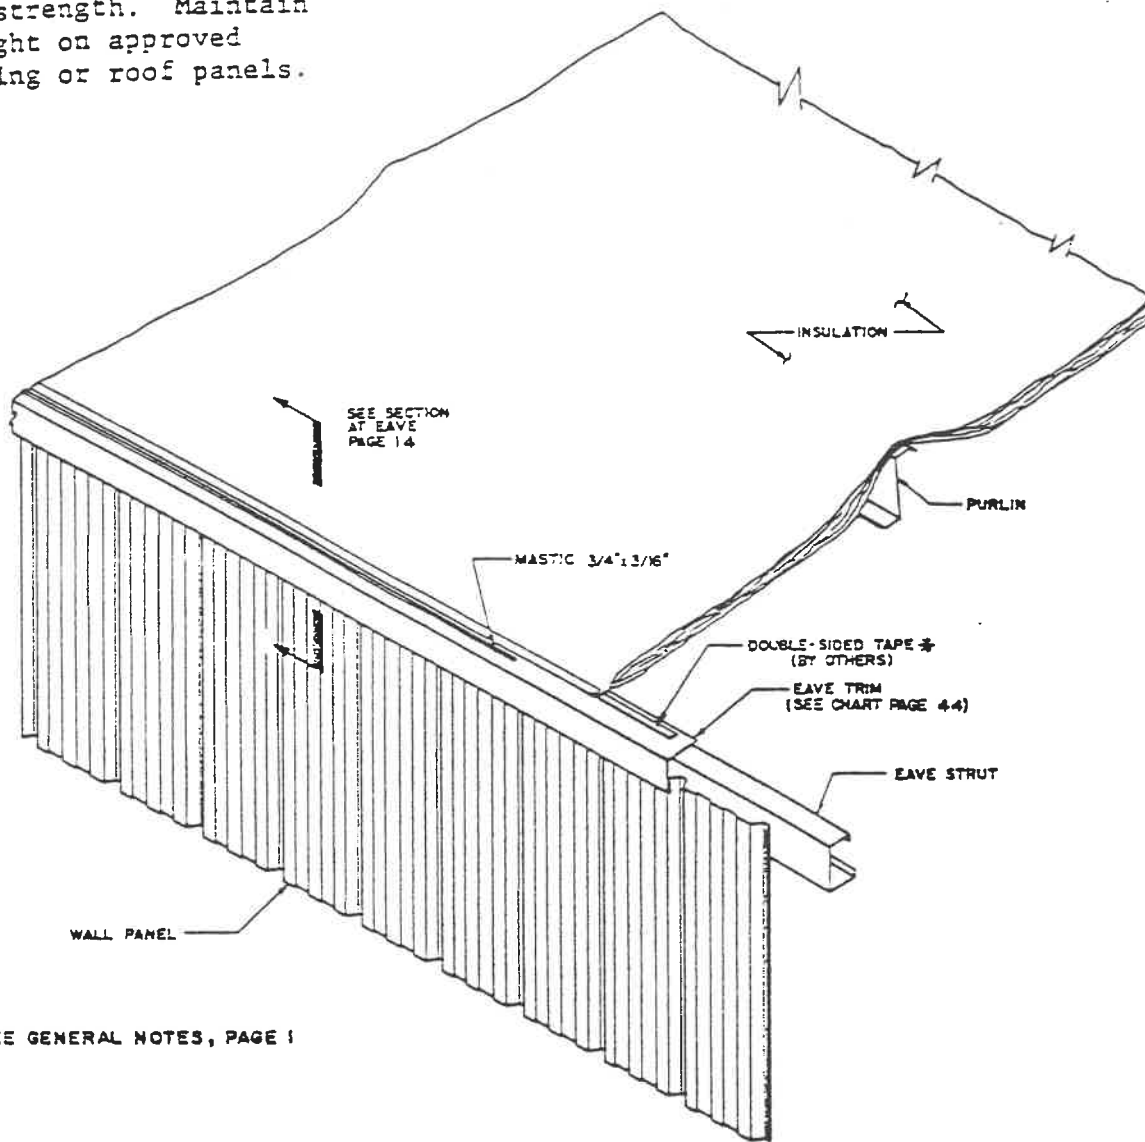 strength. Maintain
ght on approved
ing or roof panels.
INSULATION
SEE SECTION
AT EAVE
PAGE 14
PURLIN
MASTIC 3/4"x3/16"
DOUBLE-SIDED TAPE *
(BY OTHERS)
EAVE TRIM
(SEE CHART PAGE 44)
EAVE STRUT
WALL PANEL
EE GENERAL NOTES, PAGE 1